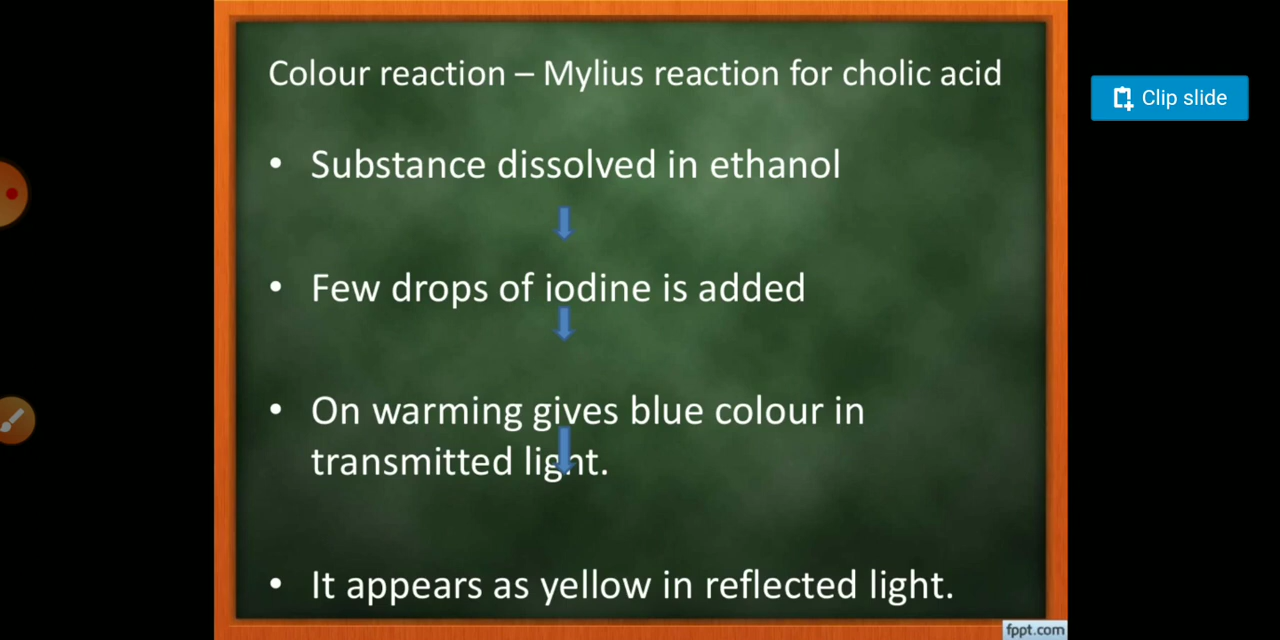 Colour reaction – Mylius reaction for cholic acid
Clip slide
• Substance dissolved in ethanol
• Few drops of iodine is added
• On warming gives blue colour in
transmitted light.
• It appears as yellow in reflected light.
fppt.com